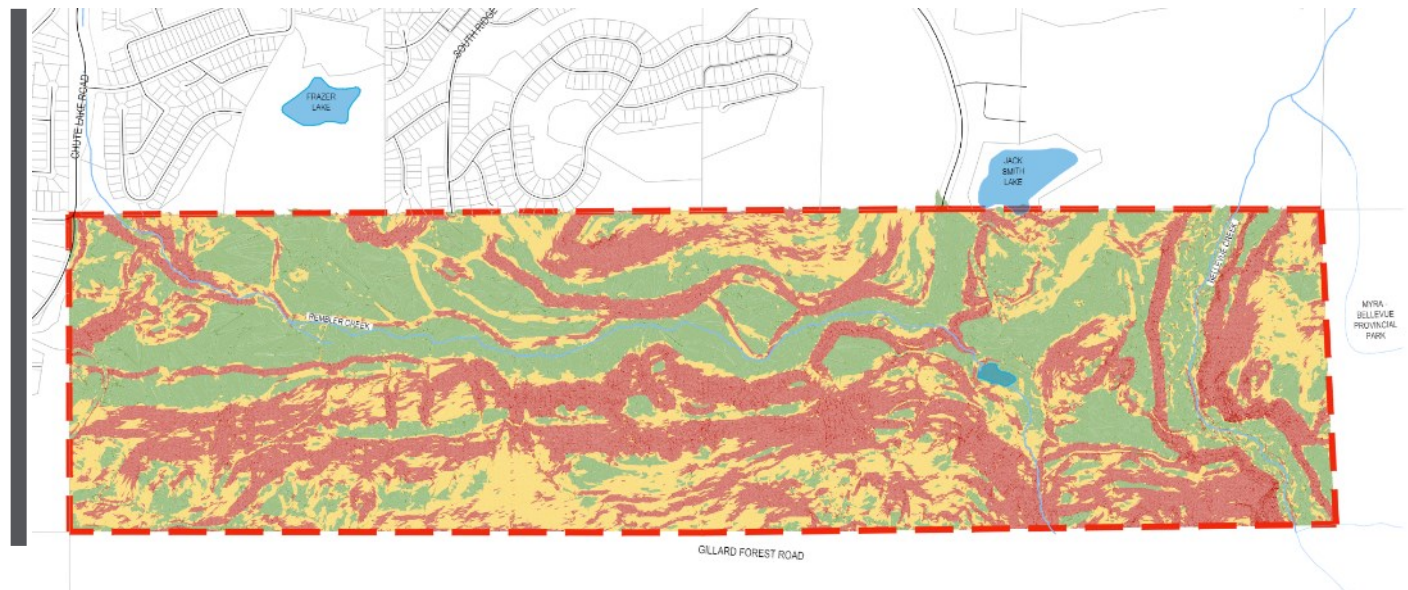 CHUTE LAKE ROAD
FRAZER
LAKE
SOUTH RIDGE
JACK
SMITH
LAKE
BELLEVUE CREEK
REMBLER CREEK
MYRA -
BELLEVUE
PROVINCIAL
PARK
GILLARD FOREST ROAD